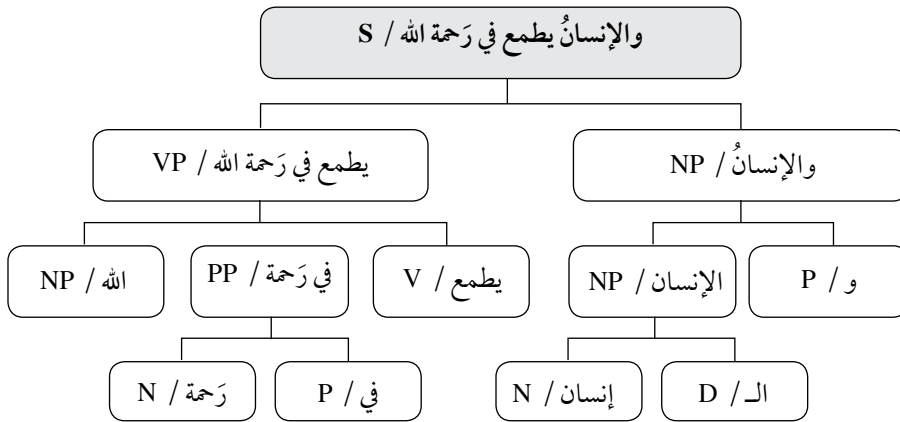 والإنسانُ يطمع في رَحمة الله / S
والإنسانُ / NP
يطمع في رَحمة الله / VP
و / P
الإنسان / NP
يطمع / V
في رَحمة / PP
الله / NP
الـ / D
إنسان / N
في / P
رَحمة / N